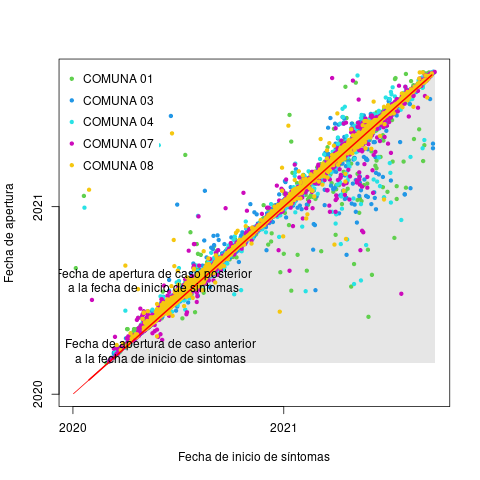 COMUNA 01
COMUNA 03
COMUNA 04
COMUNA 07
COMUNA 08
Fecha de apertura
2021
2020
Fecha de apertura de caso posterior
a la fecha de inicio de sintomas
Fecha de apertura de caso anterior
a la fecha de inicio de sintomas
2020
2021
Fecha de inicio de síntomas